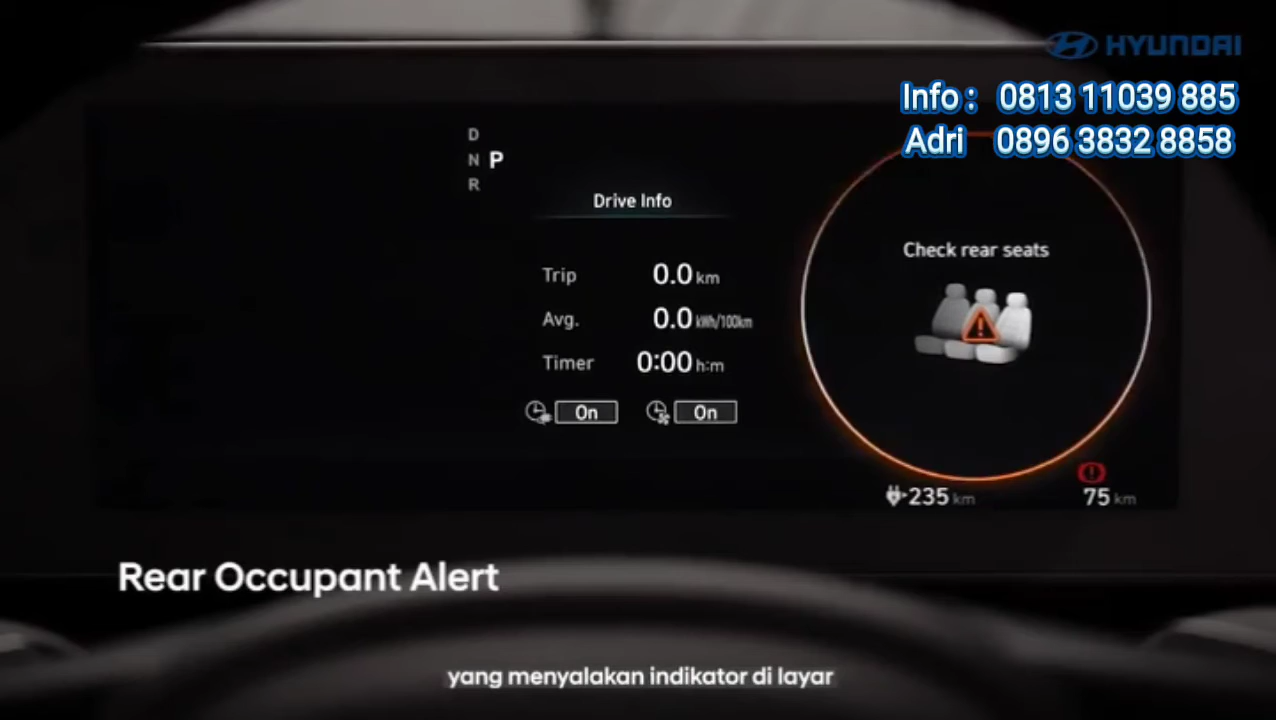 HYUNDAI
Info : 0813 11039 885
Adri 0896 3832 8858
D
N P
R
Drive Info
Trip 0.0 km
Avg. 0.0 kWh/100km
Timer 0:00 h:m
On On
Check rear seats
235 km 75 km
Rear Occupant Alert
yang menyalakan indikator di layar